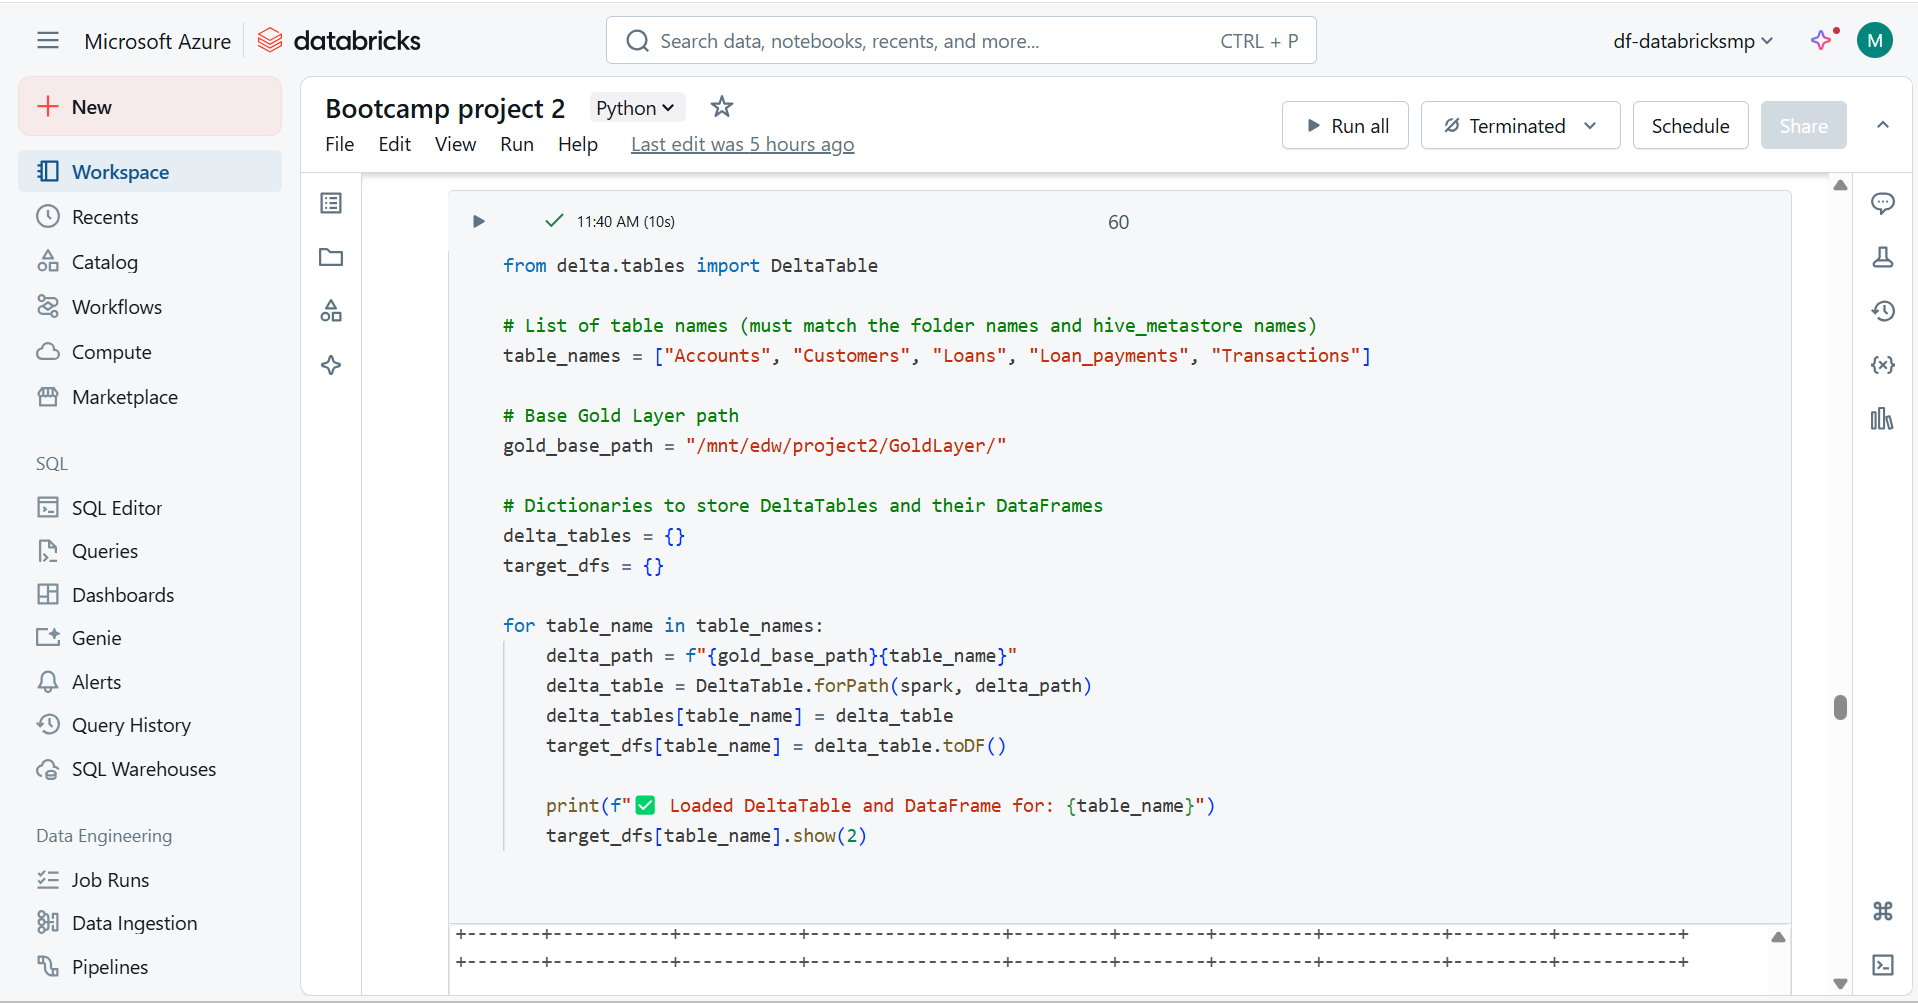 Microsoft Azure databricks
Search data, notebooks, recents, and more... CTRL + P
df-databricksmp
M
New
Workspace
Recents
Catalog
Workflows
Compute
Marketplace
SQL
SQL Editor
Queries
Dashboards
Genie
Alerts
Query History
SQL Warehouses
Data Engineering
Job Runs
Data Ingestion
Pipelines
Bootcamp project 2 Python
File Edit View Run Help Last edit was 5 hours ago
Run all Terminated Schedule Share
11:40 AM (10s) 60
from delta.tables import DeltaTable
# List of table names (must match the folder names and hive_metastore names)
table_names = ["Accounts", "Customers", "Loans", "Loan_payments", "Transactions"]
# Base Gold Layer path
gold_base_path = "/mnt/edw/project2/GoldLayer/"
# Dictionaries to store DeltaTables and their DataFrames
delta_tables = {}
target_dfs = {}
for table_name in table_names:
    delta_path = f"{gold_base_path}{table_name}"
    delta_table = DeltaTable.forPath(spark, delta_path)
    delta_tables[table_name] = delta_table
    target_dfs[table_name] = delta_table.toDF()
    print(f"✅ Loaded DeltaTable and DataFrame for: {table_name}")
    target_dfs[table_name].show(2)
+-------+-----------+-----------+------------------+---------+--------+---------+-----------+---------+-----------+
+-------+-----------+-----------+------------------+---------+--------+---------+-----------+---------+-----------+